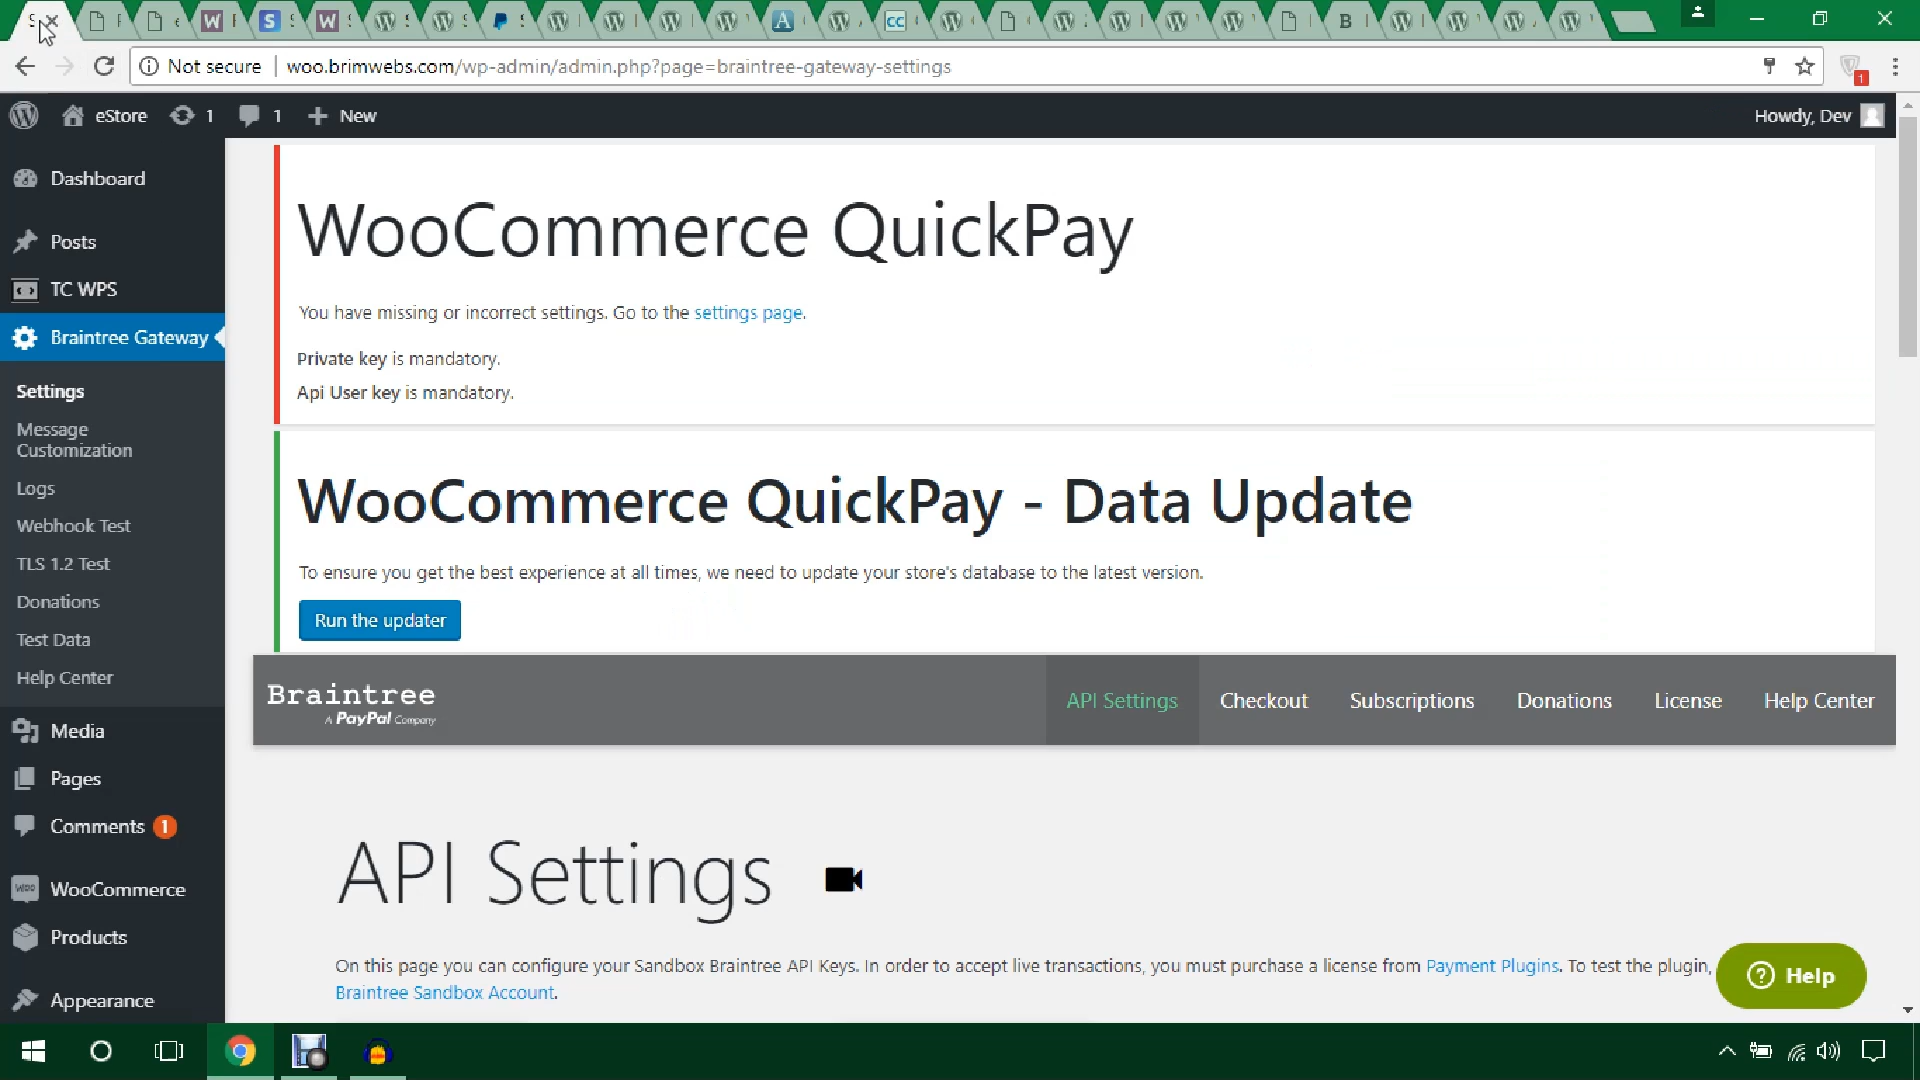 Not secure
woo.brimwebs.com/wp-admin/admin.php?page=braintree-gateway-settings
1
eStore
1
1
New
Howdy, Dev
Dashboard
Posts
TC WPS
Braintree Gateway
Settings
Message
Customization
Logs
Webhook Test
TLS 1.2 Test
Donations
Test Data
Help Center
Media
Pages
Comments 1
WooCommerce
Products
Appearance
WooCommerce QuickPay
You have missing or incorrect settings. Go to the settings page.
Private key is mandatory.
Api User key is mandatory.
WooCommerce QuickPay - Data Update
To ensure you get the best experience at all times, we need to update your store's database to the latest version.
Run the updater
Braintree
A PayPal Company
API Settings
Checkout
Subscriptions
Donations
License
Help Center
API Settings
On this page you can configure your Sandbox Braintree API Keys. In order to accept live transactions, you must purchase a license from Payment Plugins. To test the plugin,
Braintree Sandbox Account.
Help